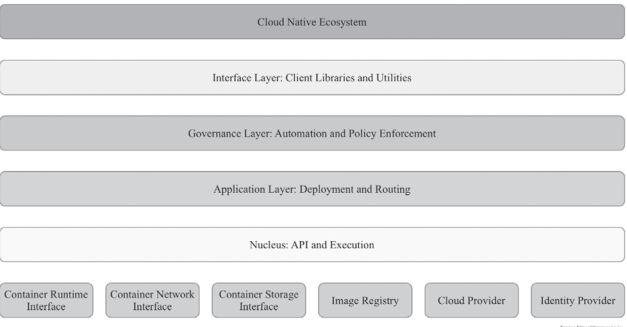 Cloud Native Ecosystem
Interface Layer: Client Libraries and Utilities
Governance Layer: Automation and Policy Enforcement
Application Layer: Deployment and Routing
Nucleus: API and Execution
Container Runtime
Interface
Container Network
Interface
Container Storage
Interface
Image Registry
Cloud Provider
Identity Provider